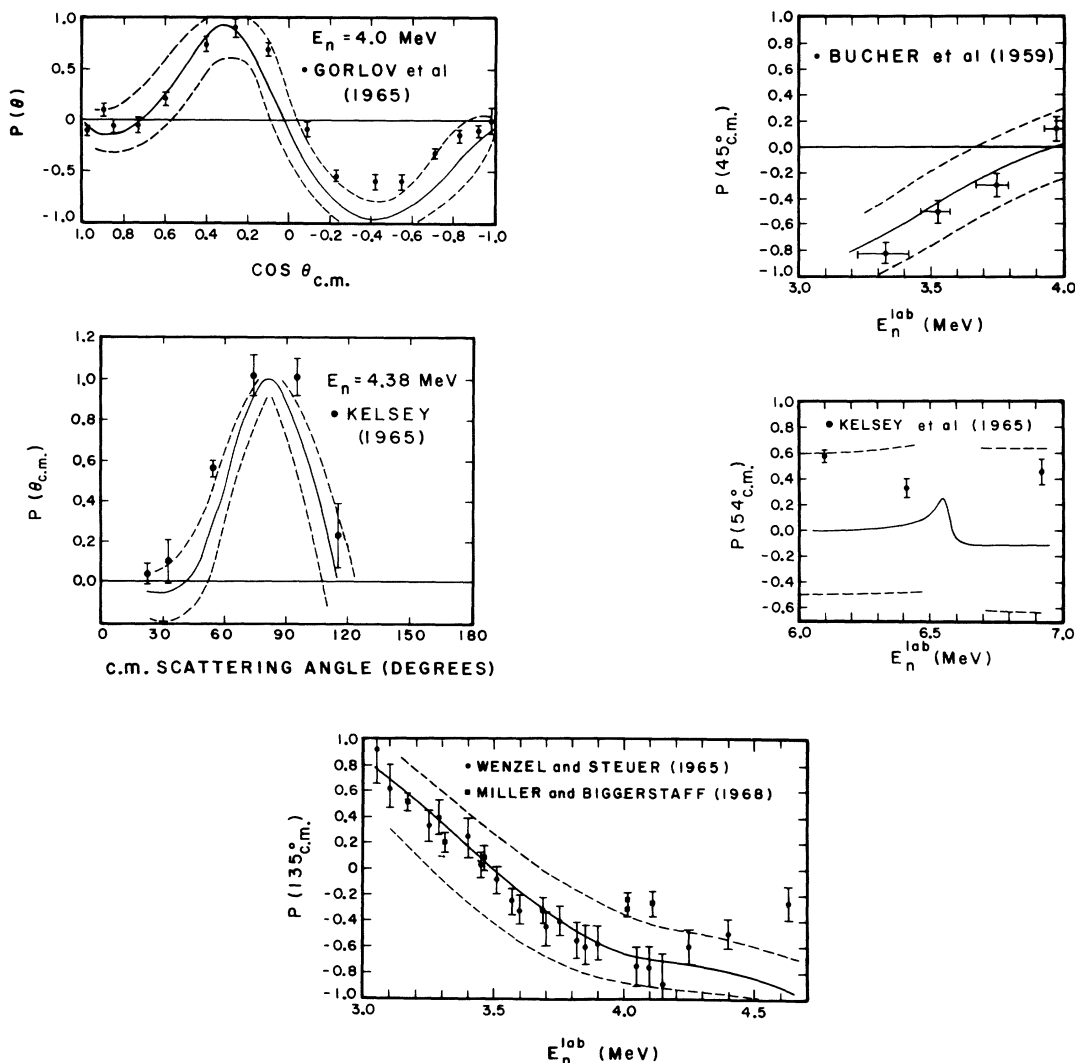 1.0
0.5
0
-0.5
-1.0
P (θ)
E_n = 4.0 MeV
• GORLOV et al
(1965)
1.0 0.8 0.6 0.4 0.2 0 -0.2 -0.4 -0.6 -0.8 -1.0
COS θ_c.m.
1.0
0.8
0.6
0.4
0.2
0.0
-0.2
-0.4
-0.6
-0.8
-1.0
P (45°_c.m.)
• BUCHER et al (1959)
3.0 3.5 4.0
E_n^lab (MeV)
1.2
1.0
0.8
0.6
0.4
0.2
0.0
P (θ_c.m.)
E_n = 4.38 MeV
• KELSEY
(1965)
0 30 60 90 120 150 180
c.m. SCATTERING ANGLE (DEGREES)
1.0
0.8
0.6
0.4
0.2
0.0
-0.2
-0.4
-0.6
P (54°_c.m.)
• KELSEY et al (1965)
6.0 6.5 7.0
E_n^lab (MeV)
1.0
0.8
0.6
0.4
0.2
0
-0.2
-0.4
-0.6
-0.8
-1.0
P (135°_c.m.)
• WENZEL and STEUER (1965)
▪ MILLER and BIGGERSTAFF (1968)
3.0 3.5 4.0 4.5
E_n^lab (MeV)